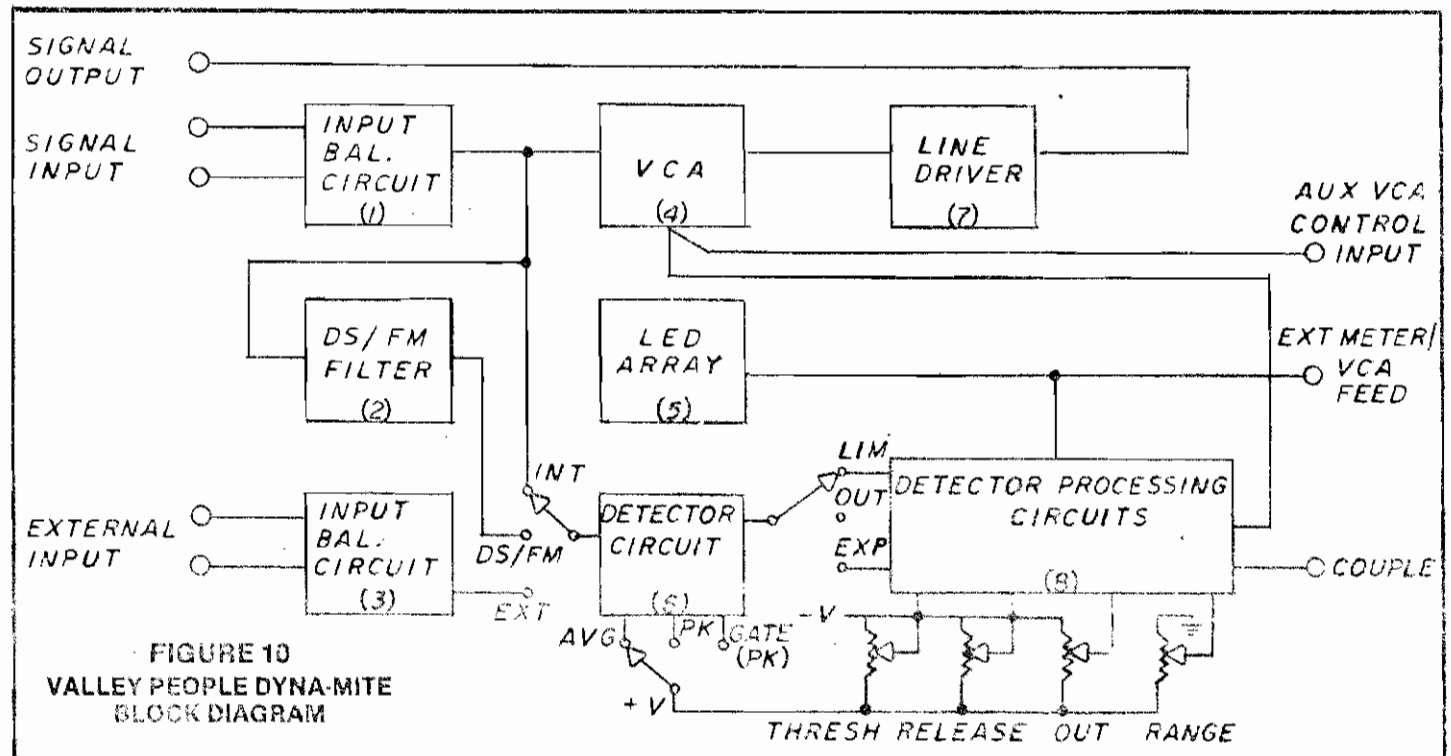 SIGNAL
OUTPUT
SIGNAL
INPUT
INPUT
BAL.
CIRCUIT
(1)
VCA
(4)
LINE
DRIVER
(7)
AUX VCA
CONTROL
INPUT
DS/FM
FILTER
(2)
LED
ARRAY
(5)
EXT METER/
VCA
FEED
EXTERNAL
INPUT
INPUT
BAL.
CIRCUIT
(3)
INT
DS/FM
EXT
DETECTOR
CIRCUIT
(6)
LIM
OUT
EXP
DETECTOR PROCESSING
CIRCUITS
(8)
COUPLE
AVG
PK
GATE
(PK)
-V
+V
THRESH RELEASE OUT RANGE
FIGURE 10
VALLEY PEOPLE DYNA-MITE
BLOCK DIAGRAM